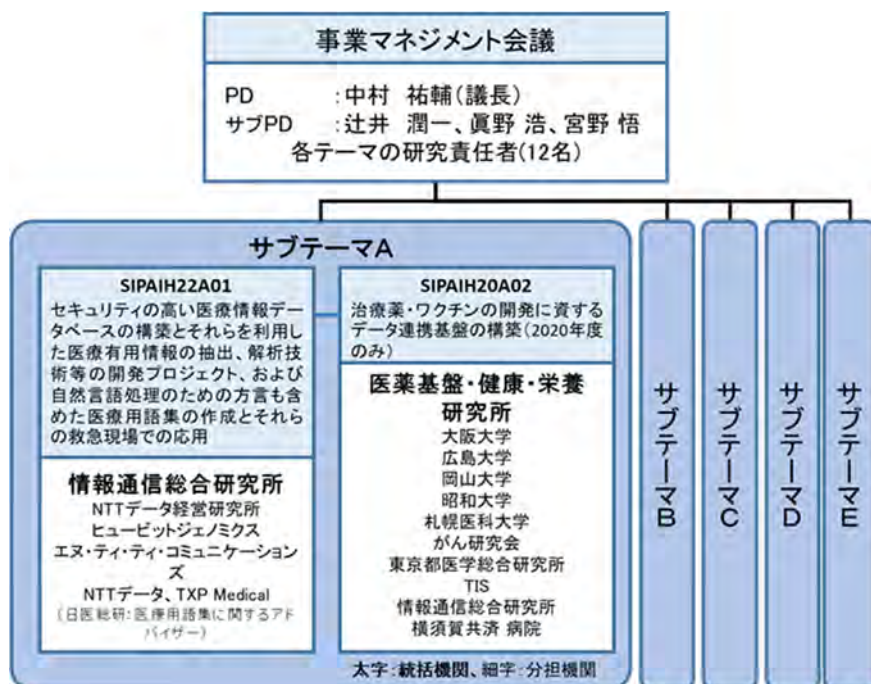 事業マネジメント会議
PD :中村 祐輔(議長)
サブPD :辻井 潤一、眞野 浩、宮野 悟
各テーマの研究責任者(12名)
サブテーマA
SIPAIH22A01
セキュリティの高い医療情報デー
タベースの構築とそれらを利用し
た医療有用情報の抽出、解析技
術等の開発プロジェクト、および
自然言語処理のための方言も含
めた医療用語集の作成とそれら
の救急現場での応用
情報通信総合研究所
NTTデータ経営研究所
ヒュービットジェノミクス
エヌ・ティ・ティ・コミュニケーション
ズ
NTTデータ、TXP Medical
(日医総研:医療用語集に関するアド
バイザー)
SIPAIH20A02
治療薬・ワクチンの開発に資する
データ連携基盤の構築(2020年度
のみ)
医薬基盤・健康・栄養
研究所
大阪大学
広島大学
岡山大学
昭和大学
札幌医科大学
がん研究会
東京都医学総合研究所
TIS
情報通信総合研究所
横須賀共済 病院
太字:統括機関、細字:分担機関
サブテーマB
サブテーマC
サブテーマD
サブテーマE